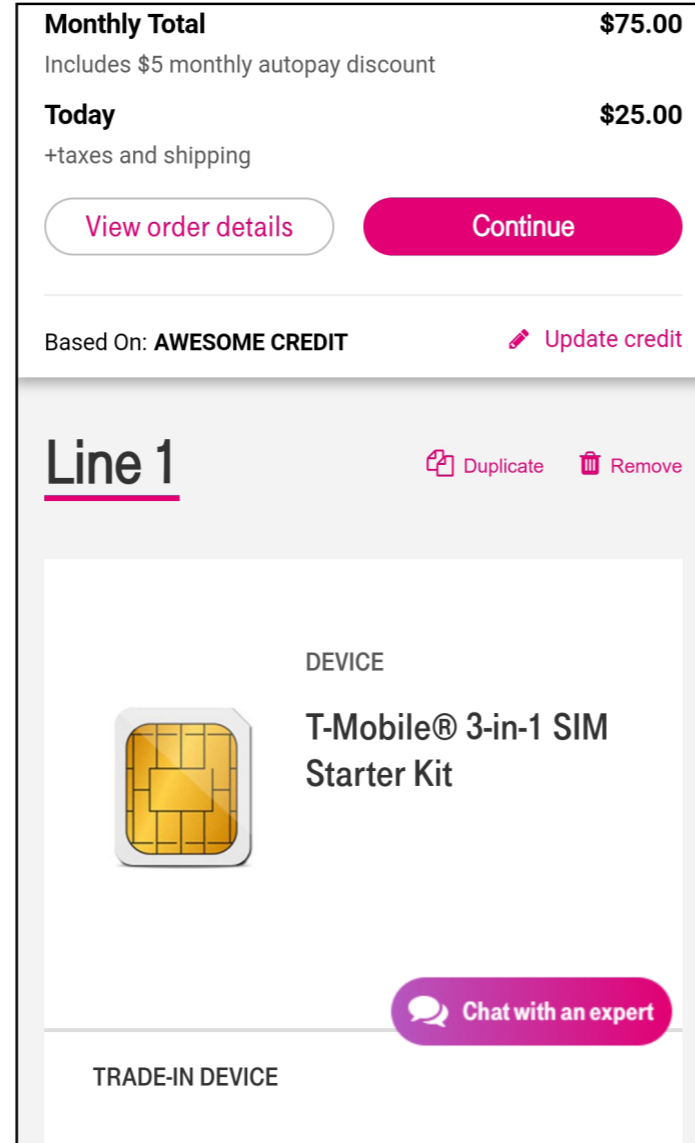 Monthly Total $75.00
Includes $5 monthly autopay discount
Today $25.00
+taxes and shipping
View order details Continue
Based On: AWESOME CREDIT Update credit
Line 1 Duplicate Remove
DEVICE
T-Mobile® 3-in-1 SIM
Starter Kit
Chat with an expert
TRADE-IN DEVICE